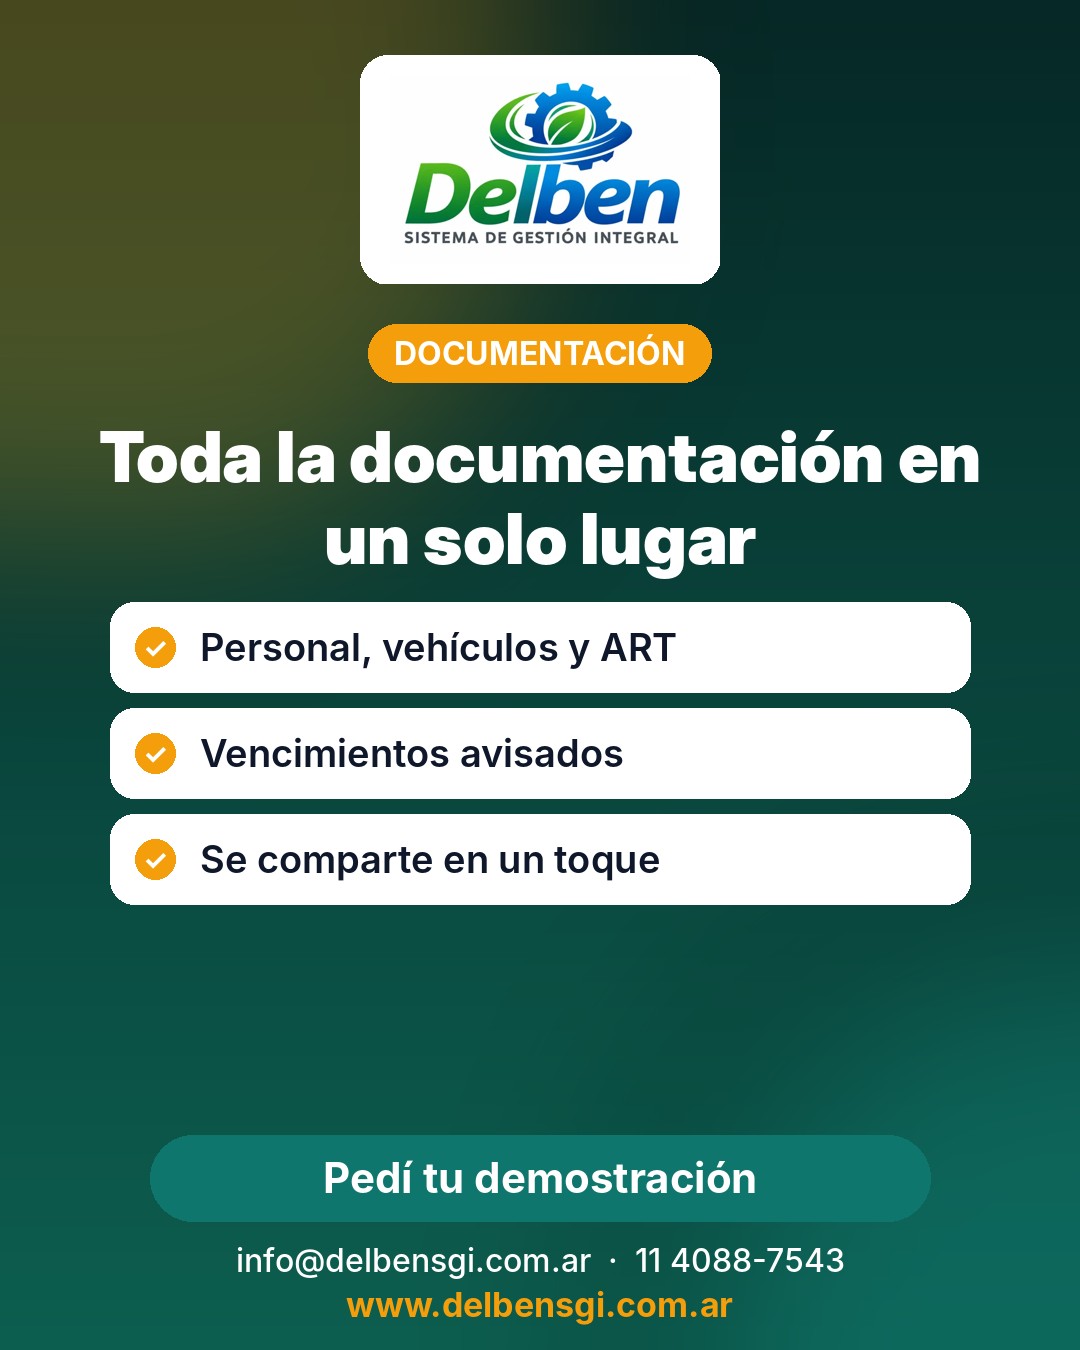 Delben
SISTEMA DE GESTIÓN INTEGRAL
DOCUMENTACIÓN
Toda la documentación en
un solo lugar
Personal, vehículos y ART
Vencimientos avisados
Se comparte en un toque
Pedí tu demostración
info@delbensgi.com.ar · 11 4088-7543
www.delbensgi.com.ar